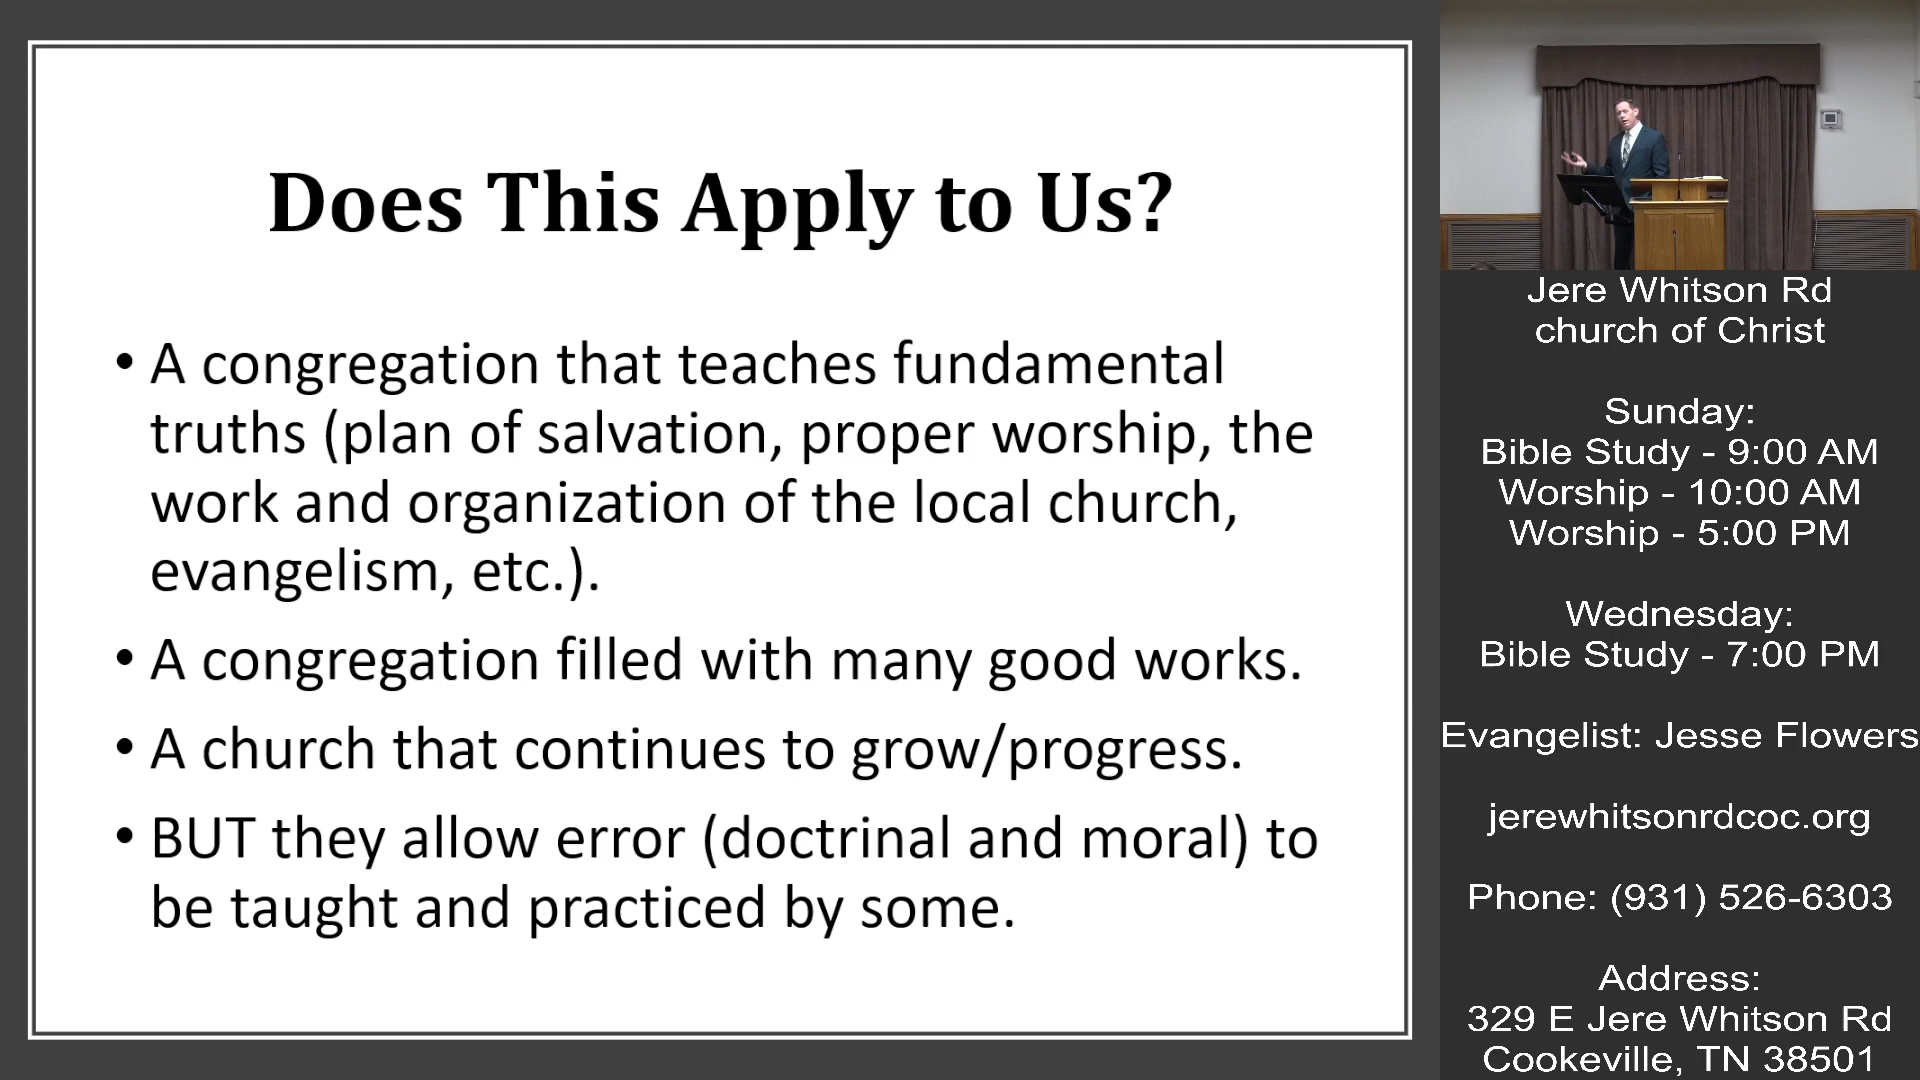 Does This Apply to Us?
• A congregation that teaches fundamental
truths (plan of salvation, proper worship, the
work and organization of the local church,
evangelism, etc.).
• A congregation filled with many good works.
• A church that continues to grow/progress.
• BUT they allow error (doctrinal and moral) to
be taught and practiced by some.
Jere Whitson Rd
church of Christ
Sunday:
Bible Study - 9:00 AM
Worship - 10:00 AM
Worship - 5:00 PM
Wednesday:
Bible Study - 7:00 PM
Evangelist: Jesse Flowers
jerewhitsonrdcoc.org
Phone: (931) 526-6303
Address:
329 E Jere Whitson Rd
Cookeville, TN 38501